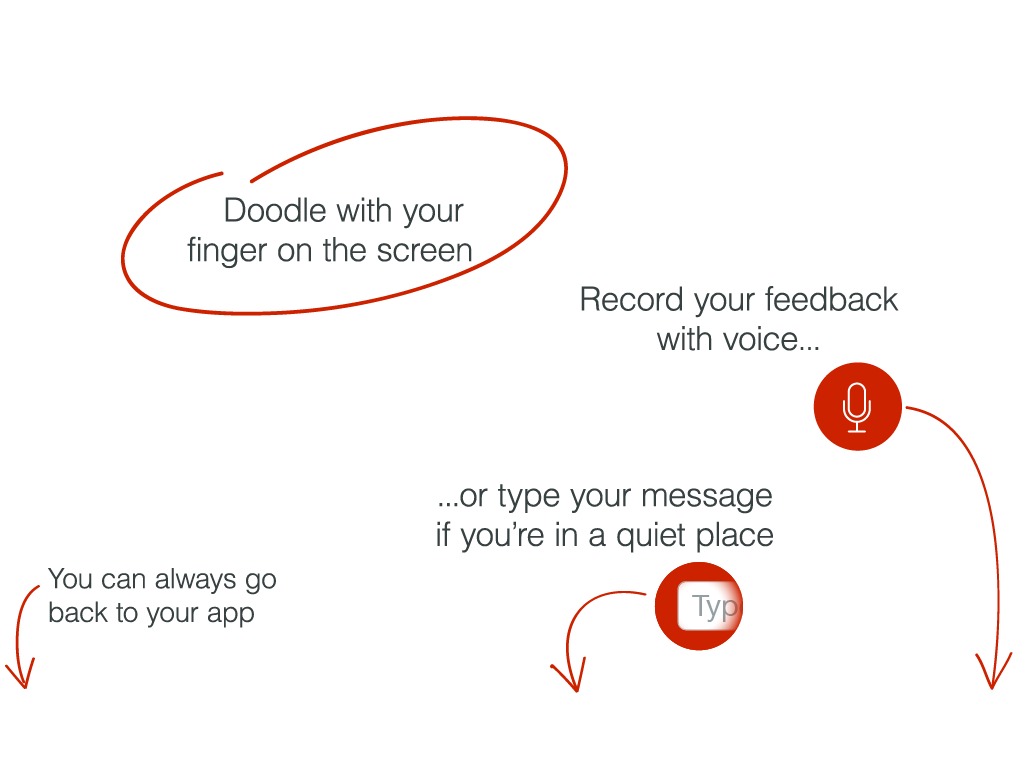 Doodle with your
finger on the screen
Record your feedback
with voice...
...or type your message
if you’re in a quiet place
You can always go
back to your app
Typ